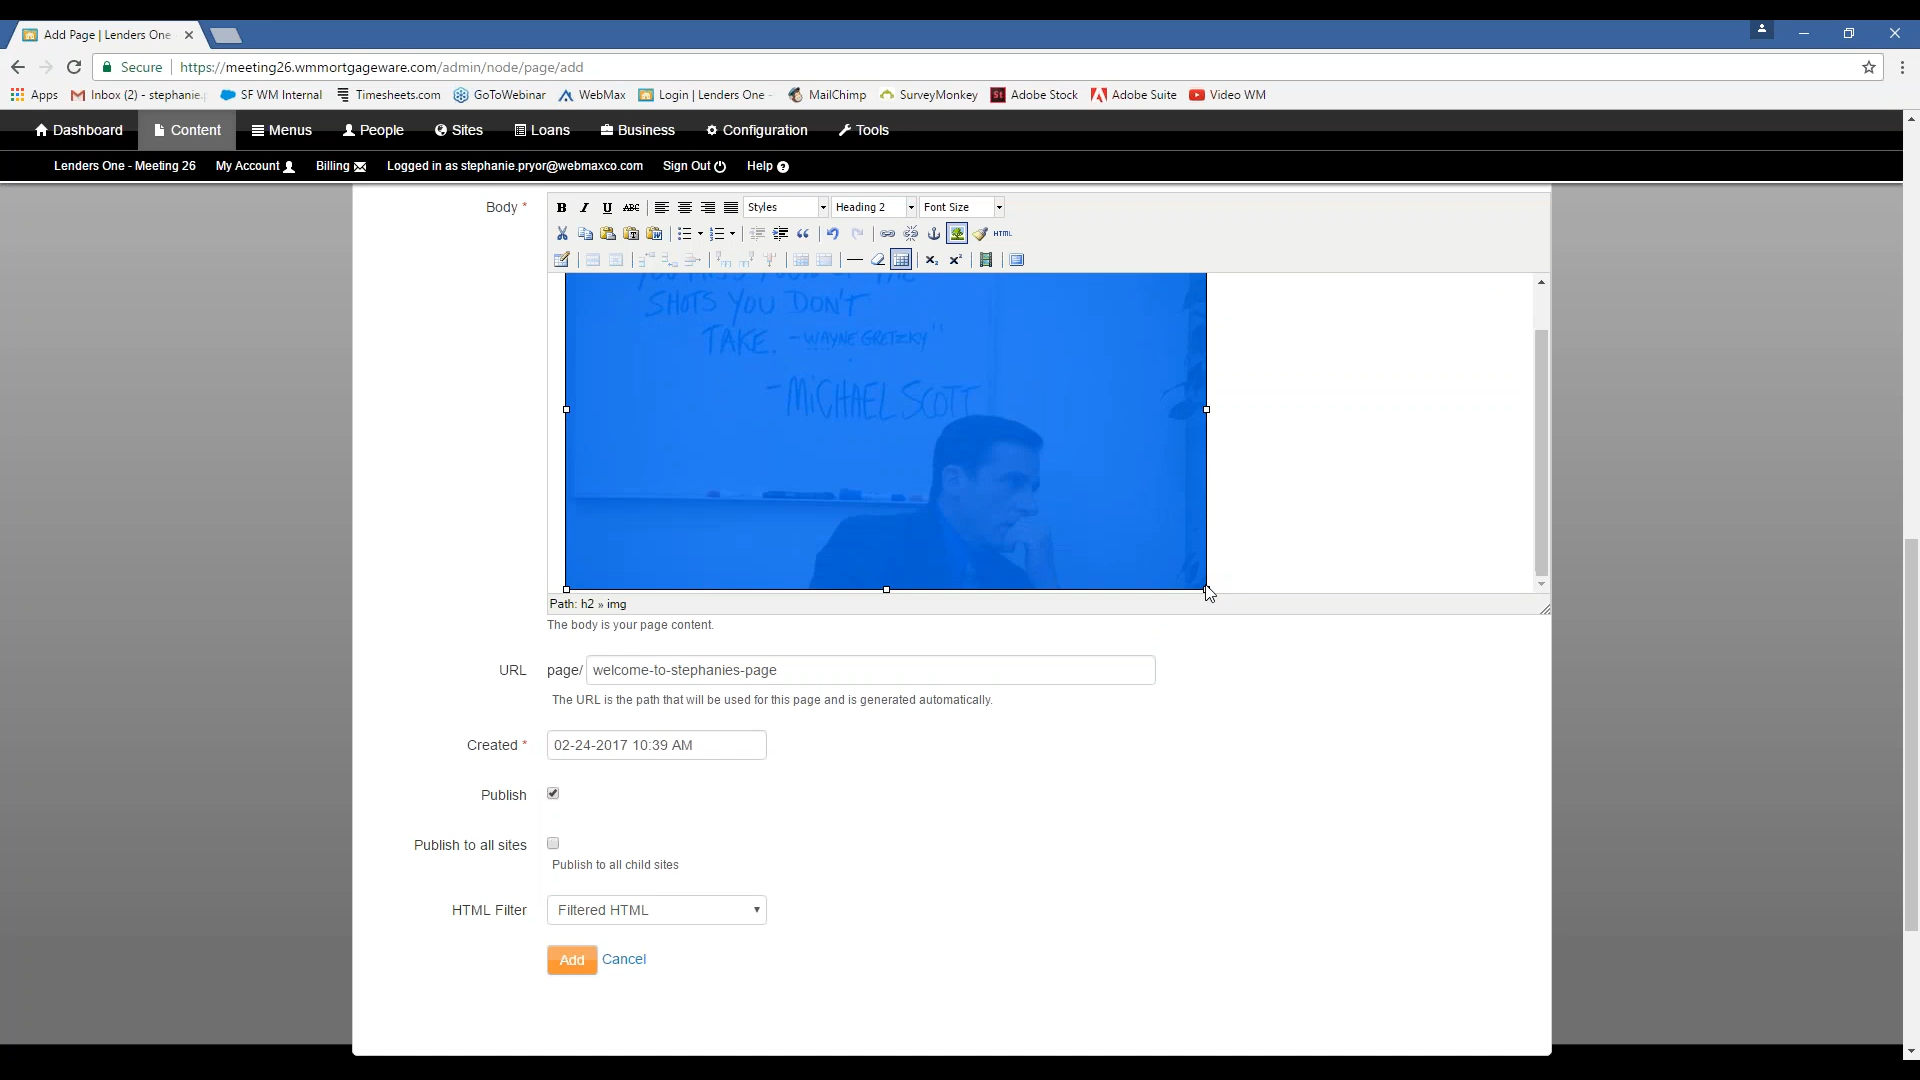 Add Page | Lenders One
Secure https://meeting26.wmmortgageware.com/admin/node/page/add
Apps Inbox (2) - stephanie. SF WM Internal Timesheets.com GoToWebinar WebMax Login | Lenders One - MailChimp SurveyMonkey Adobe Stock Adobe Suite Video WM
Dashboard Content Menus People Sites Loans Business Configuration Tools
Lenders One - Meeting 26 My Account Billing Logged in as stephanie.pryor@webmaxco.com Sign Out Help
Body * B I U ABC Styles Heading 2 Font Size
HTML
SHOTS YOU DON'T
TAKE. - WAYNE GRETZKY"
- MICHAEL SCOTT
Path: h2 » img
The body is your page content.
URL page/ welcome-to-stephanies-page
The URL is the path that will be used for this page and is generated automatically.
Created * 02-24-2017 10:39 AM
Publish
Publish to all sites
Publish to all child sites
HTML Filter Filtered HTML
Add Cancel